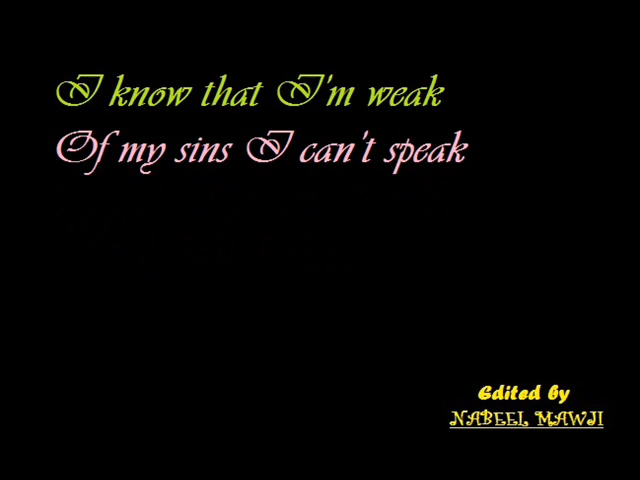 I know that I'm weak
Of my sins I can't speak
Edited by
NABEEL MAWJI